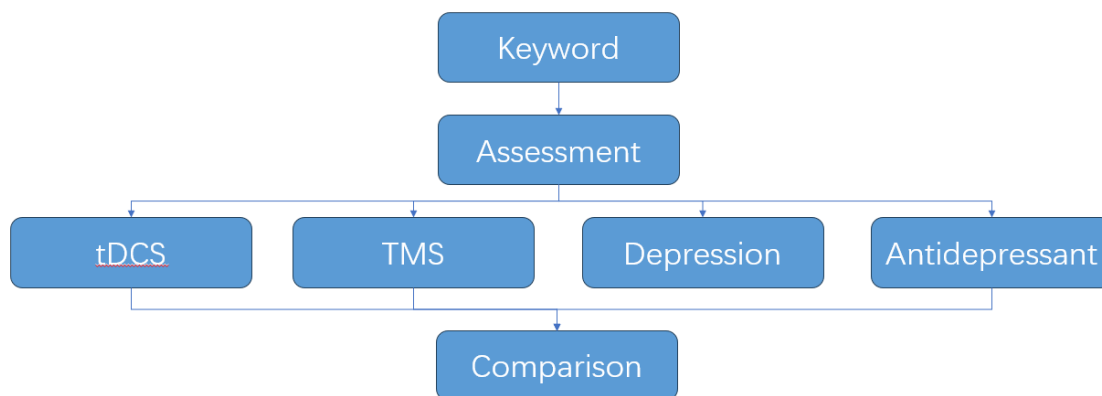 Keyword
Assessment
tDCS
TMS
Depression
Antidepressant
Comparison